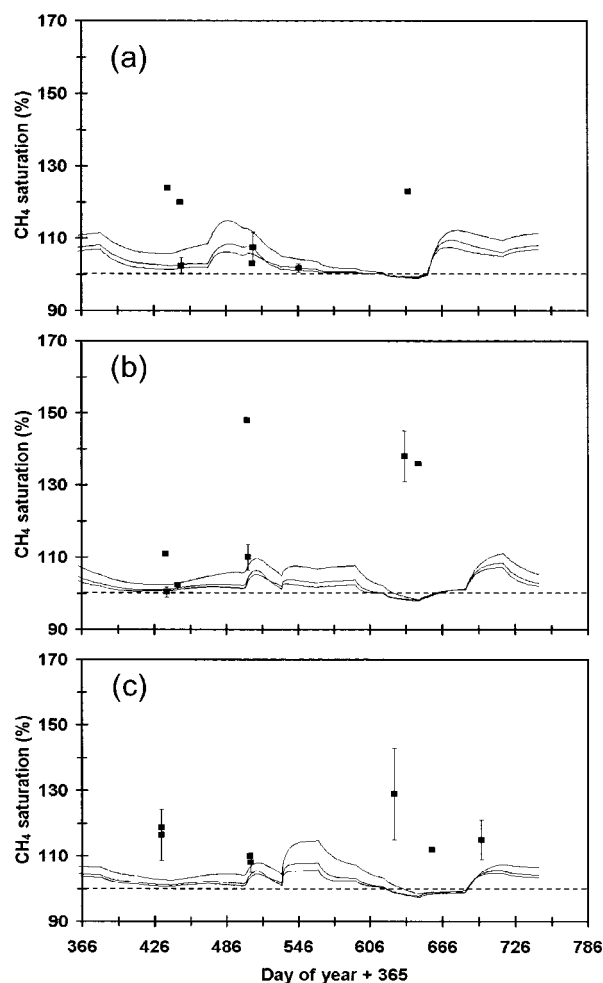 170
(a)
150
130
110
90
CH₄ saturation (%)
170
(b)
150
130
110
90
CH₄ saturation (%)
170
(c)
150
130
110
90
CH₄ saturation (%)
366 426 486 546 606 666 726 786
Day of year + 365